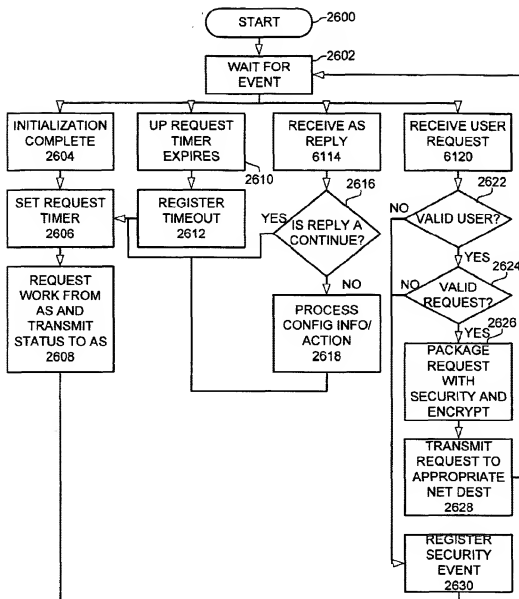 START
2600
WAIT FOR
EVENT
2602
INITIALIZATION
COMPLETE
2604
UP REQUEST
TIMER
EXPIRES
2610
RECEIVE AS
REPLY
6114
RECEIVE USER
REQUEST
6120
SET REQUEST
TIMER
2606
REGISTER
TIMEOUT
2612
YES
IS REPLY A
CONTINUE?
2616
NO
VALID USER?
2622
YES
REQUEST
WORK FROM
AS AND
TRANSMIT
STATUS TO AS
2608
NO
PROCESS
CONFIG INFO/
ACTION
2618
NO
VALID
REQUEST?
2624
YES
2626
PACKAGE
REQUEST
WITH
SECURITY AND
ENCRYPT
TRANSMIT
REQUEST TO
APPROPRIATE
NET DEST
2628
REGISTER
SECURITY
EVENT
2630